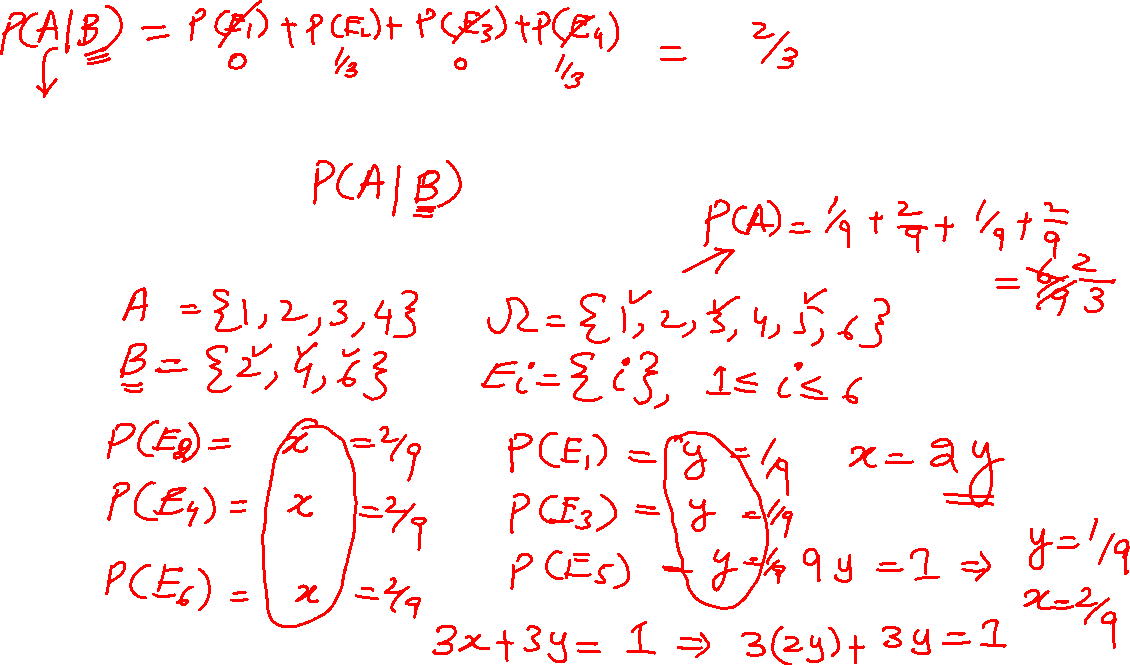 P(A|B) = P(E₁) + P(E₂) + P(E₃) + P(E₄) = 2/3
0 1/3 0 1/3
P(A|B)
P(A) = 1/9 + 2/9 + 1/9 + 2/9
= 6/9 2/3
A = {1, 2, 3, 4} Ω = {1, 2, 3, 4, 5, 6}
B = {2, 4, 6} Eᵢ = {i}, 1 ≤ i ≤ 6
P(E₂) = x = 2/9 P(E₁) = y = 1/9 x = 2y
P(E₄) = x = 2/9 P(E₃) = y = 1/9
P(E₆) = x = 2/9 P(E₅) - y = 1/9 9y = 1 ⇒ y = 1/9
x = 2/9
3x + 3y = 1 ⇒ 3(2y) + 3y = 1